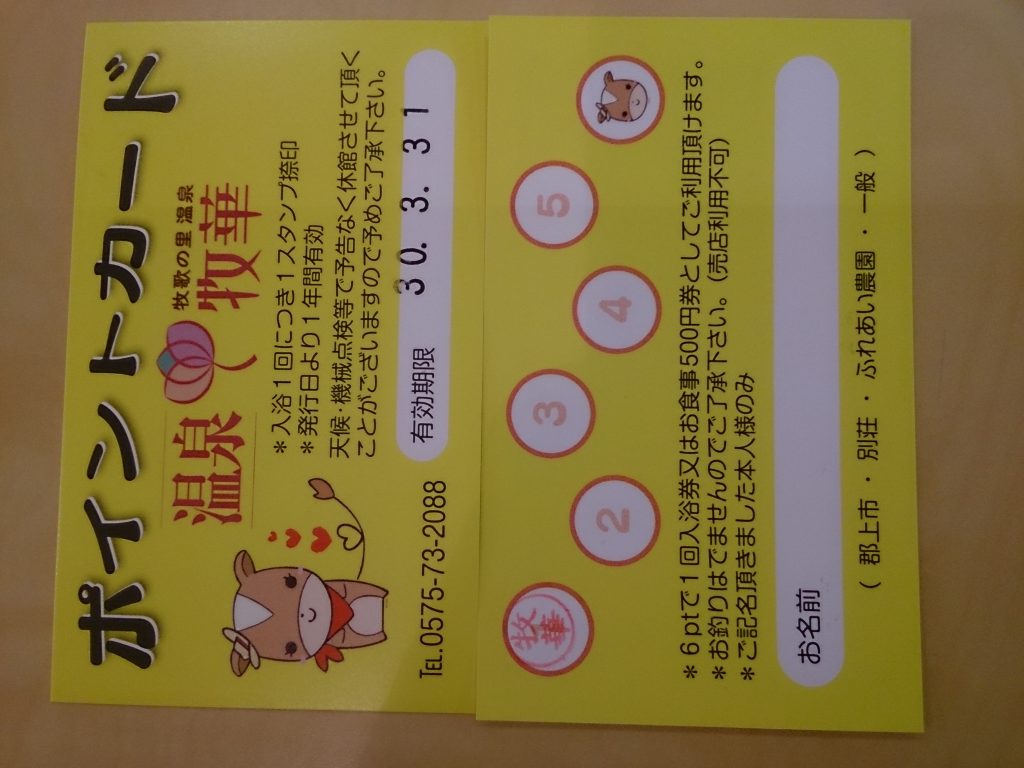 ポイントカード
牧歌の里 温泉
温泉 牧華
＊入浴１回につき１スタンプ捺印
＊発行日より１年間有効
天候・機械点検等で予告なく休館させて頂く
ことがございますので予めご了承下さい。
有効期限 30. 3. 31
TEL.0575-73-2088
牧華
2
3
4
5
＊６ptで１回入浴券又はお食事500円券としてご利用頂けます。
＊お釣りはでませんのでご了承下さい。(売店利用不可)
＊ご記名頂きました本人様のみ
お名前
( 郡上市 ・ 別荘 ・ ふれあい農園 ・ 一般 )